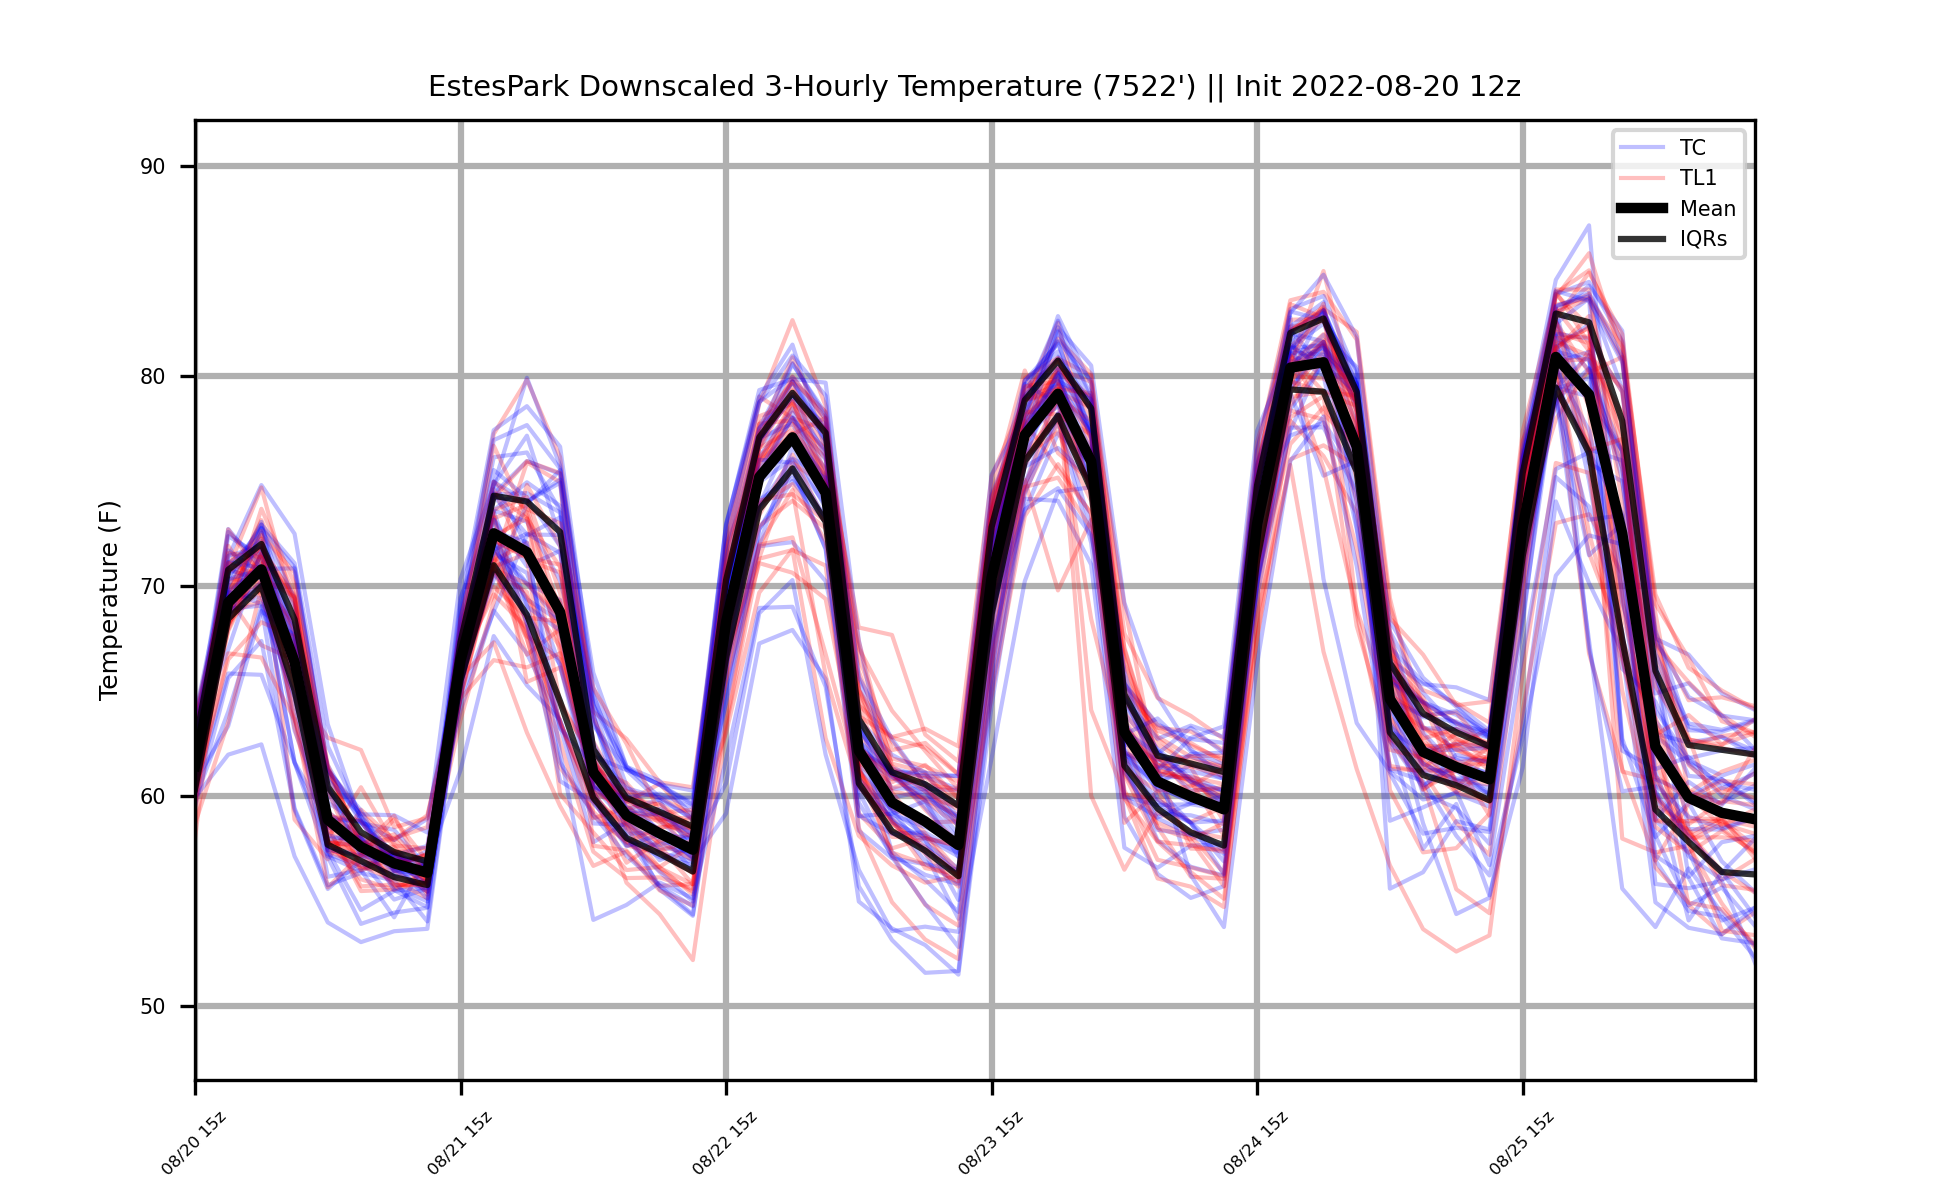 EstesPark Downscaled 3-Hourly Temperature (7522') || Init 2022-08-20 12z
TC
TL1
Mean
IQRs
Temperature (F)
90
80
70
60
50
08/20 15z
08/21 15z
08/22 15z
08/23 15z
08/24 15z
08/25 15z